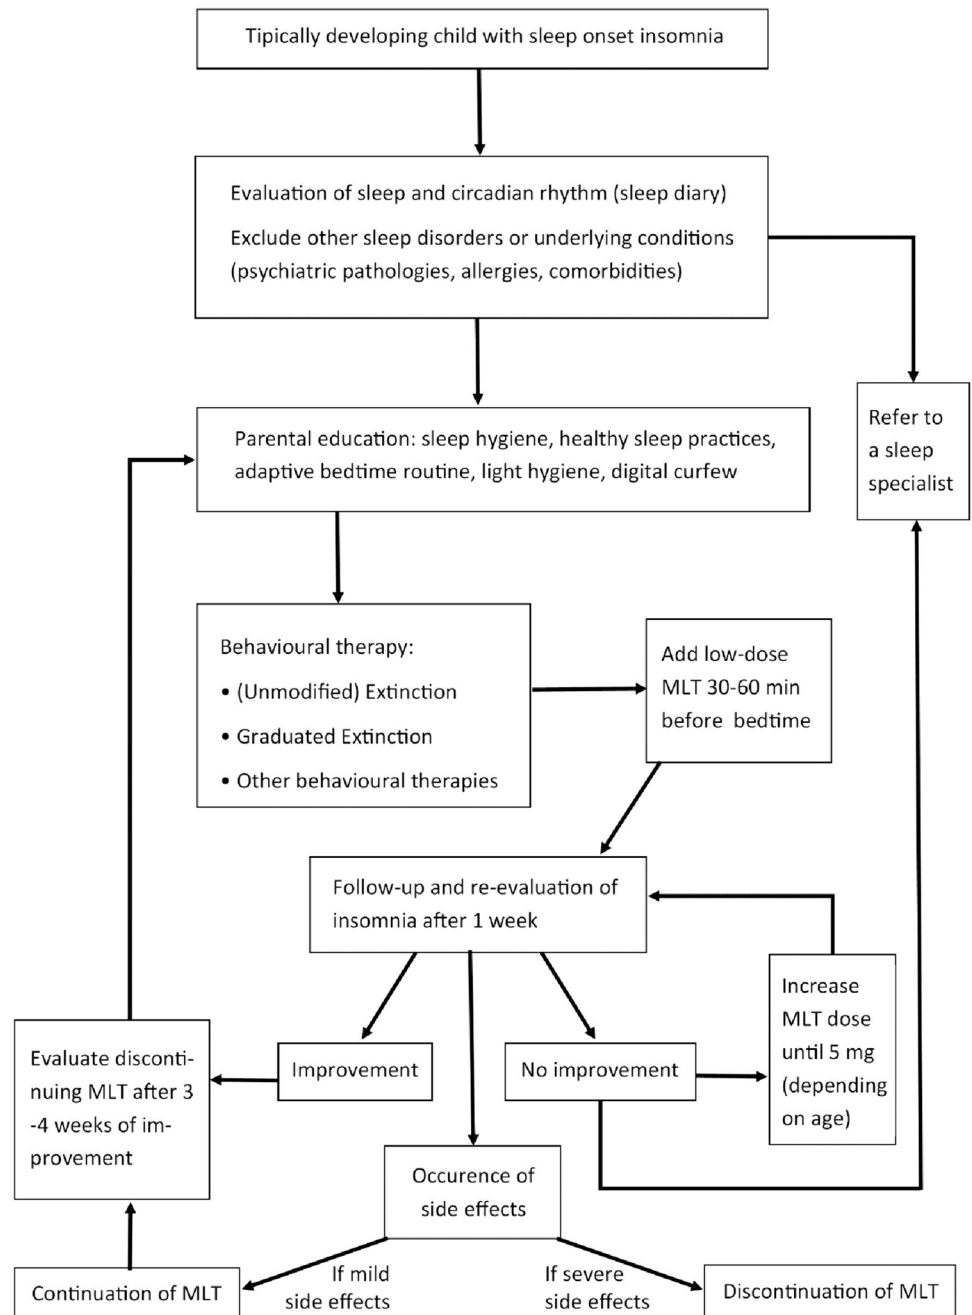 Tipically developing child with sleep onset insomnia
Evaluation of sleep and circadian rhythm (sleep diary)
Exclude other sleep disorders or underlying conditions
(psychiatric pathologies, allergies, comorbidities)
Refer to
a sleep
specialist
Parental education: sleep hygiene, healthy sleep practices,
adaptive bedtime routine, light hygiene, digital curfew
Behavioural therapy:
• (Unmodified) Extinction
• Graduated Extinction
• Other behavioural therapies
Add low-dose
MLT 30-60 min
before bedtime
Follow-up and re-evaluation of
insomnia after 1 week
Increase
MLT dose
until 5 mg
(depending
on age)
Evaluate disconti-
nuing MLT after 3
-4 weeks of im-
provement
Improvement
No improvement
Occurence of
side effects
If mild
side effects
If severe
side effects
Continuation of MLT
Discontinuation of MLT